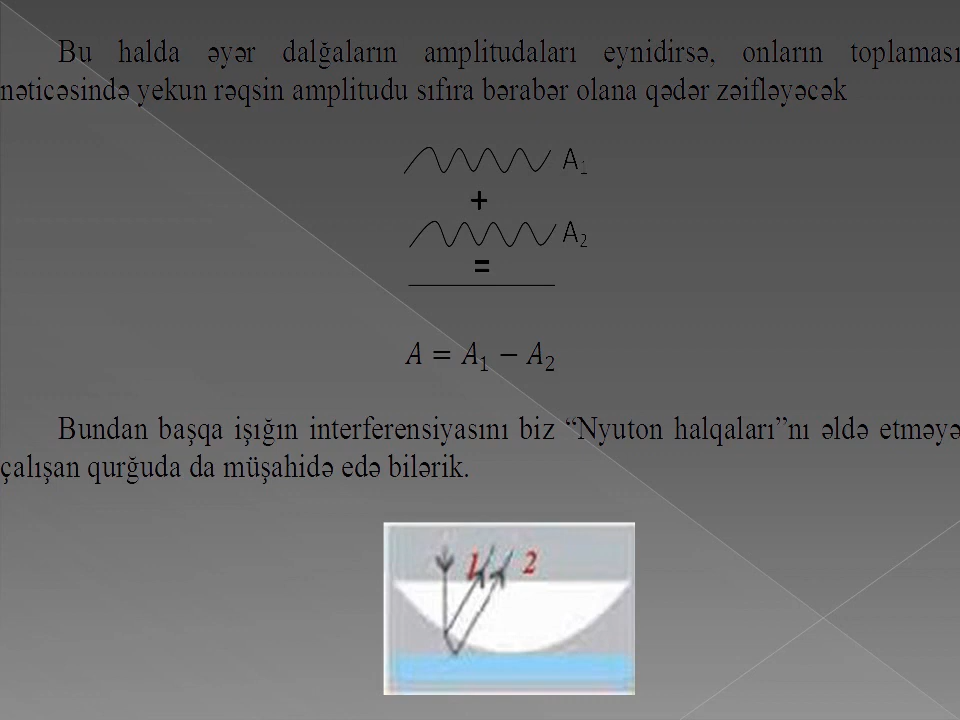 Bu halda əyər dalğaların amplitudaları eynidirsə, onların toplaması
nəticəsində yekun rəqsin amplitudu sıfıra bərabər olana qədər zəifləyəcək
A₁
+
A₂
=
A = A₁ − A₂
Bundan başqa işığın interferensiyasını biz “Nyuton halqaları”nı əldə etməyə
çalışan qurğuda da müşahidə edə bilərik.
1 2